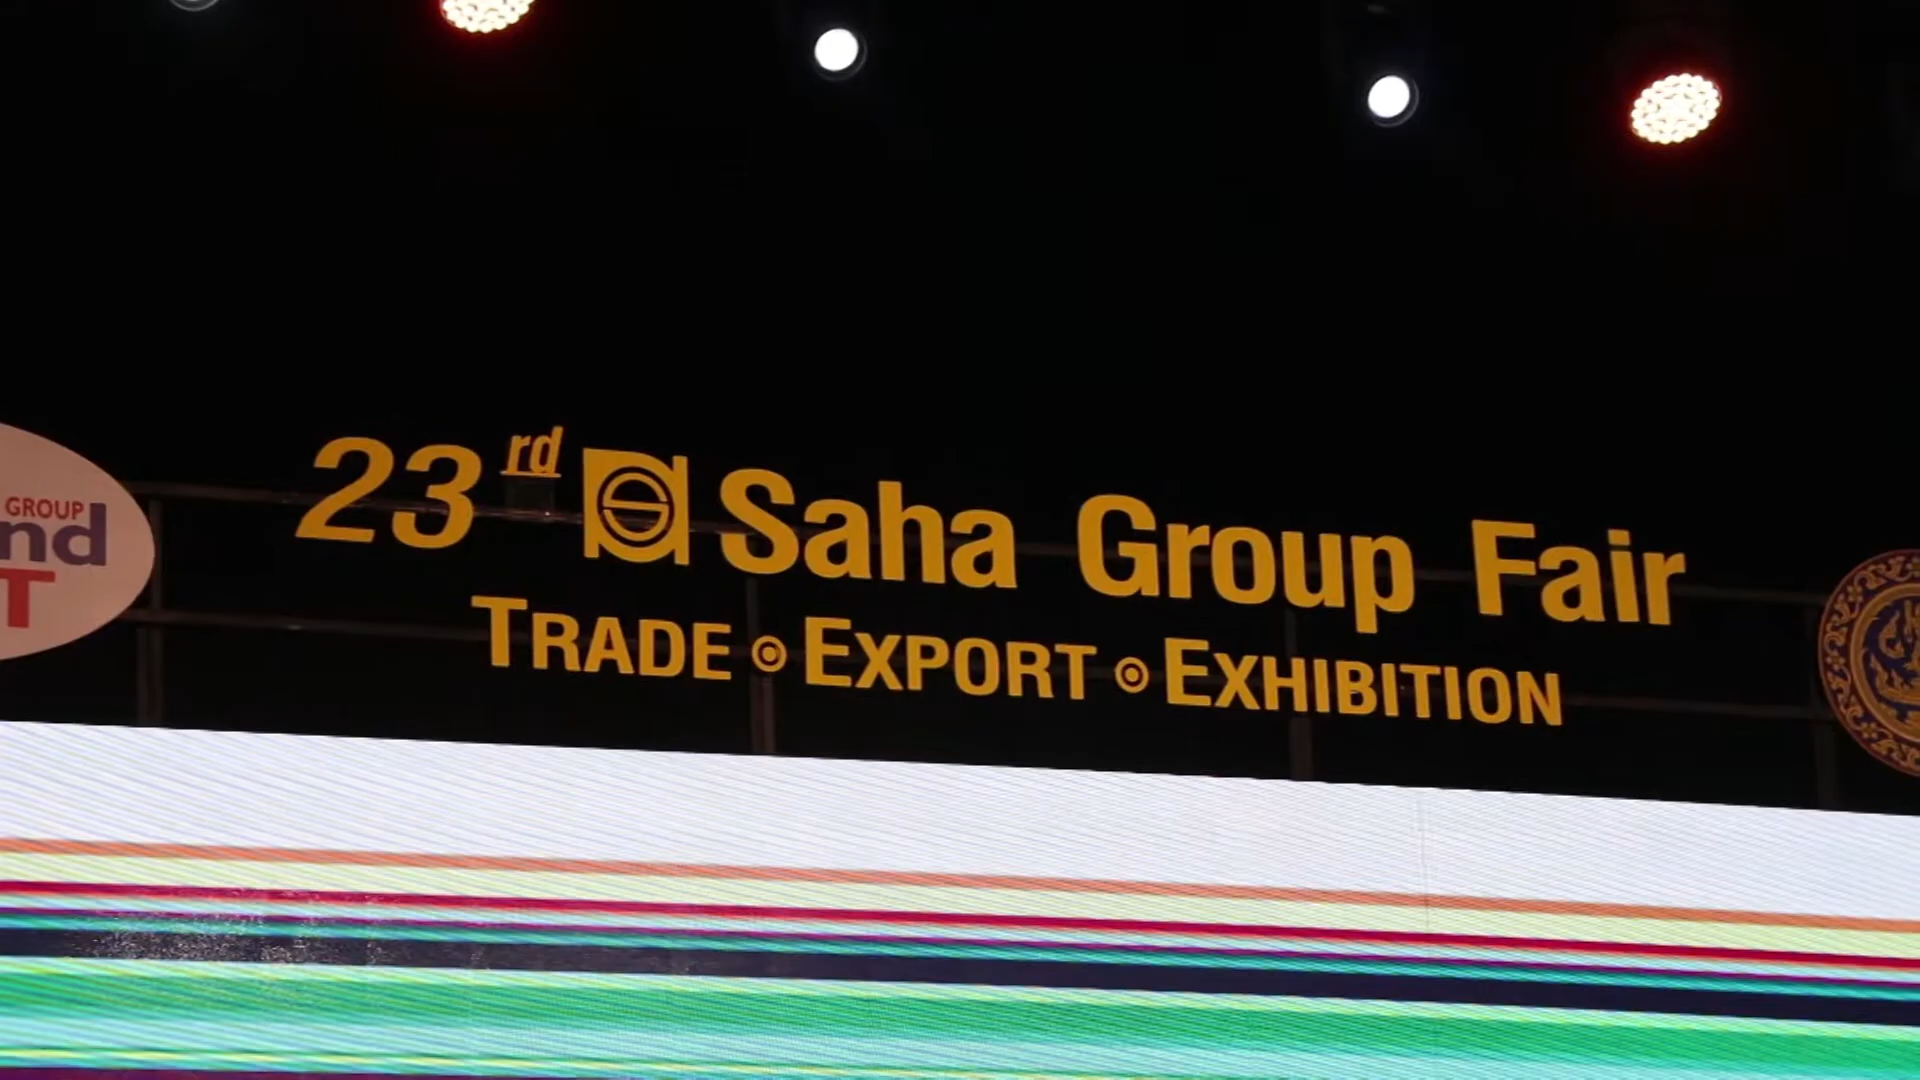 23rd Saha Group Fair
TRADE EXPORT EXHIBITION
GROUP
nd
T